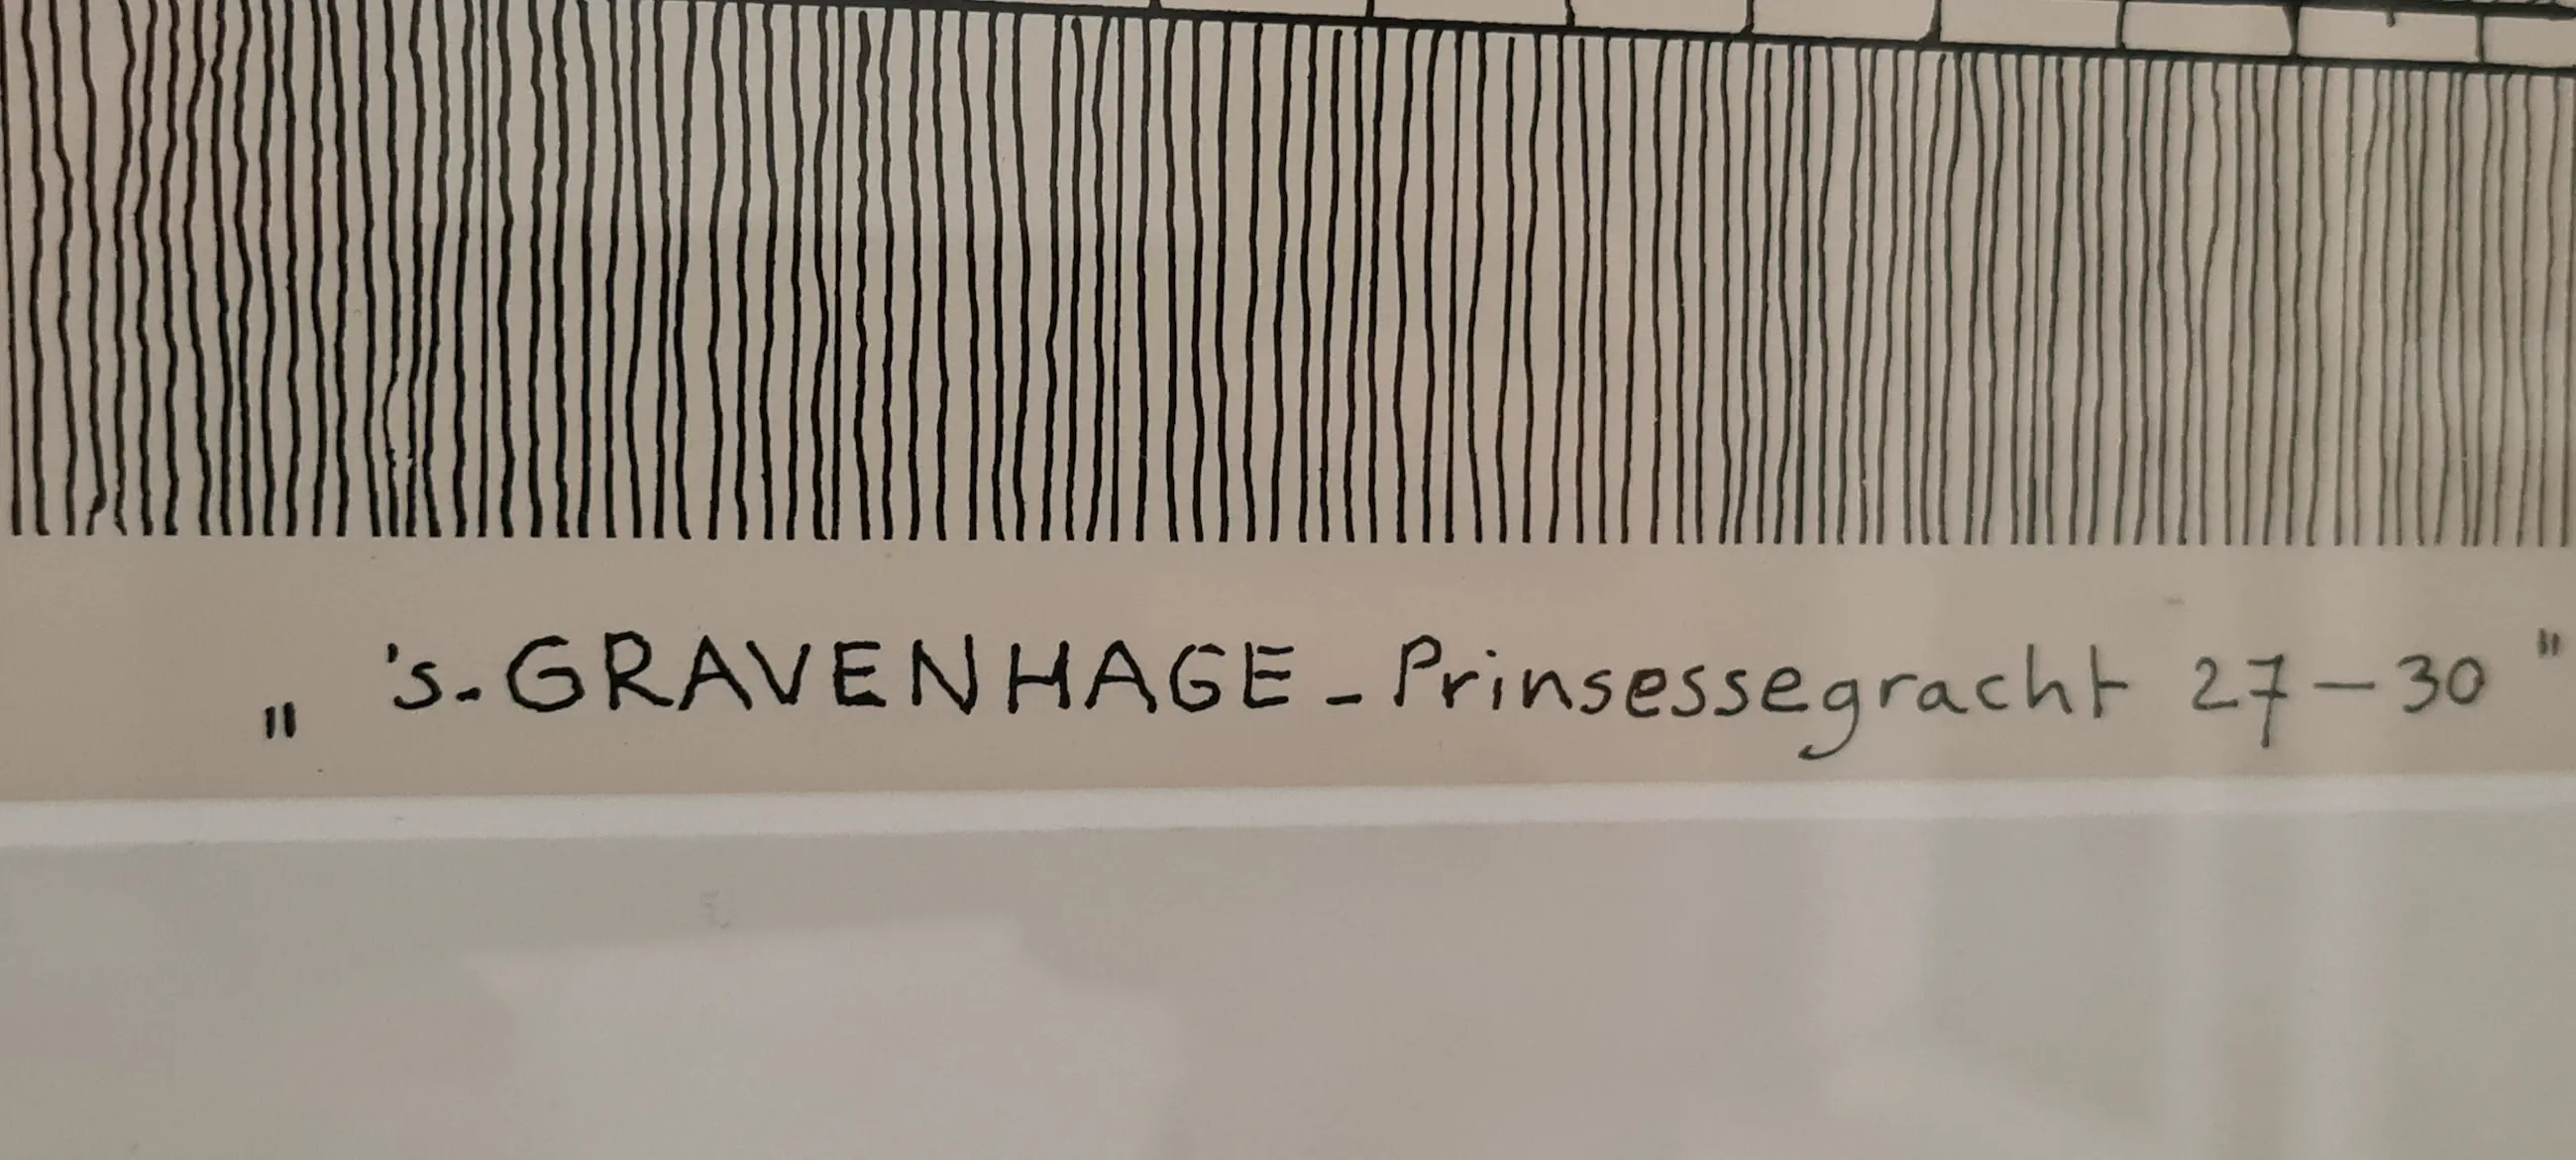 „ 's-GRAVENHAGE - Prinsessegracht 27 – 30 "